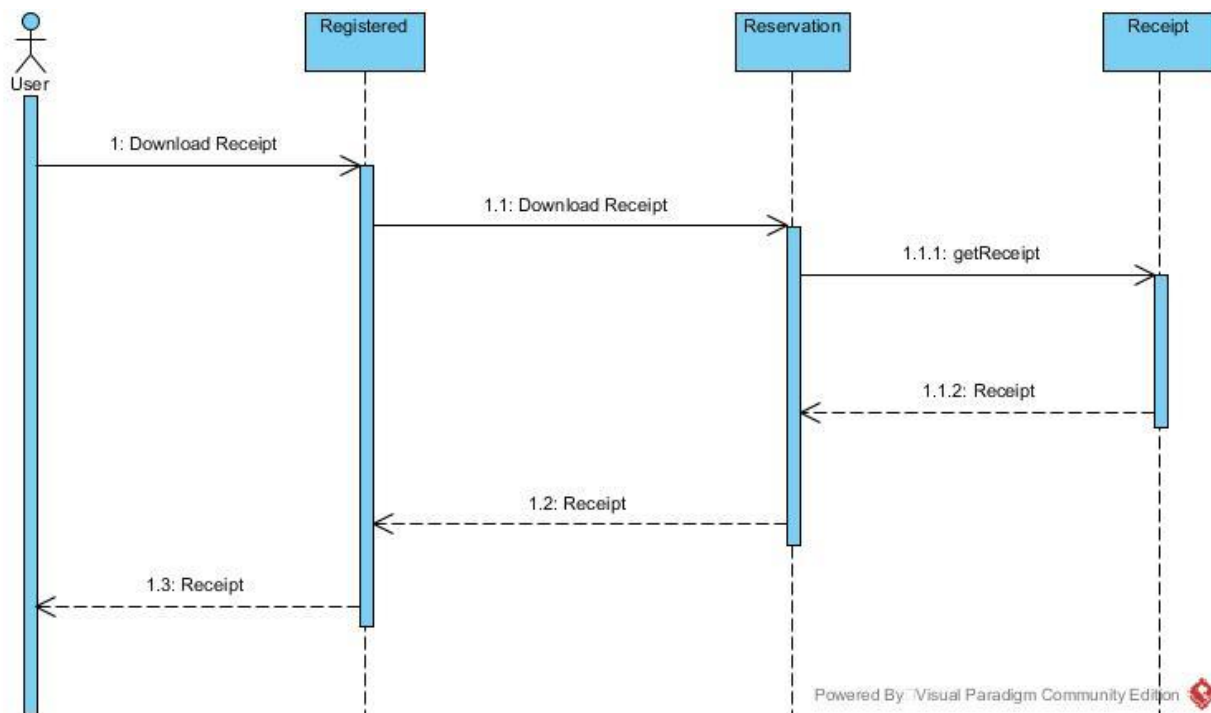 Registered
Reservation
Receipt
User
1: Download Receipt
1.1: Download Receipt
1.1.1: getReceipt
1.1.2: Receipt
1.2: Receipt
1.3: Receipt
Powered By Visual Paradigm Community Edition